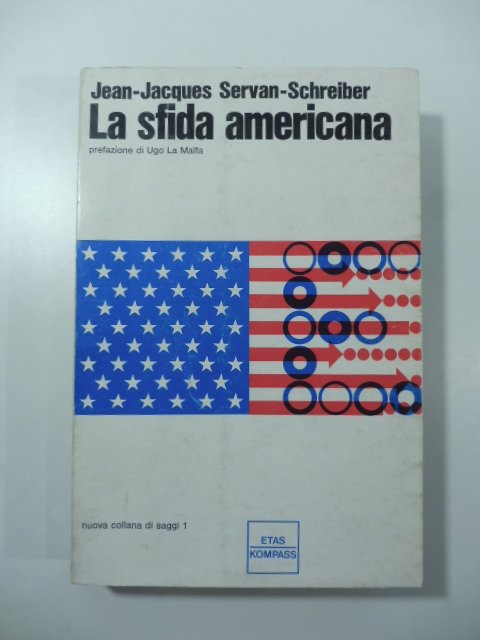 Jean-Jacques Servan-Schreiber
La sfida americana
prefazione di Ugo La Malfa
nuova collana di saggi 1
ETAS
KOMPASS